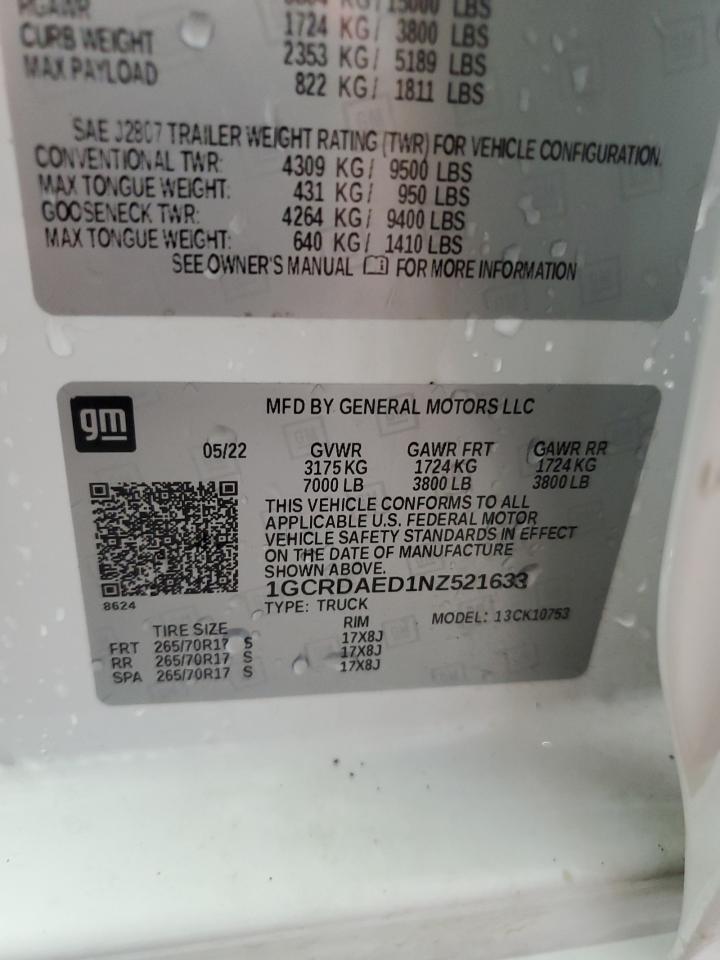 KG/ 15000 LBS
1724 KG/ 3800 LBS
CURB WEIGHT 2353 KG/ 5189 LBS
MAX PAYLOAD 822 KG/ 1811 LBS
SAE J2807 TRAILER WEIGHT RATING (TWR) FOR VEHICLE CONFIGURATION.
CONVENTIONAL TWR: 4309 KG/ 9500 LBS
MAX TONGUE WEIGHT: 431 KG/ 950 LBS
GOOSENECK TWR: 4264 KG/ 9400 LBS
MAX TONGUE WEIGHT: 640 KG/ 1410 LBS
SEE OWNER'S MANUAL FOR MORE INFORMATION
gm
MFD BY GENERAL MOTORS LLC
05/22 GVWR GAWR FRT GAWR RR
3175 KG 1724 KG 1724 KG
7000 LB 3800 LB 3800 LB
THIS VEHICLE CONFORMS TO ALL
APPLICABLE U.S. FEDERAL MOTOR
VEHICLE SAFETY STANDARDS IN EFFECT
ON THE DATE OF MANUFACTURE
SHOWN ABOVE.
1GCRDAED1NZ521633
8624
TYPE: TRUCK MODEL: 13CK10753
TIRE SIZE RIM
FRT 265/70R17 S 17X8J
RR 265/70R17 S 17X8J
SPA 265/70R17 S 17X8J